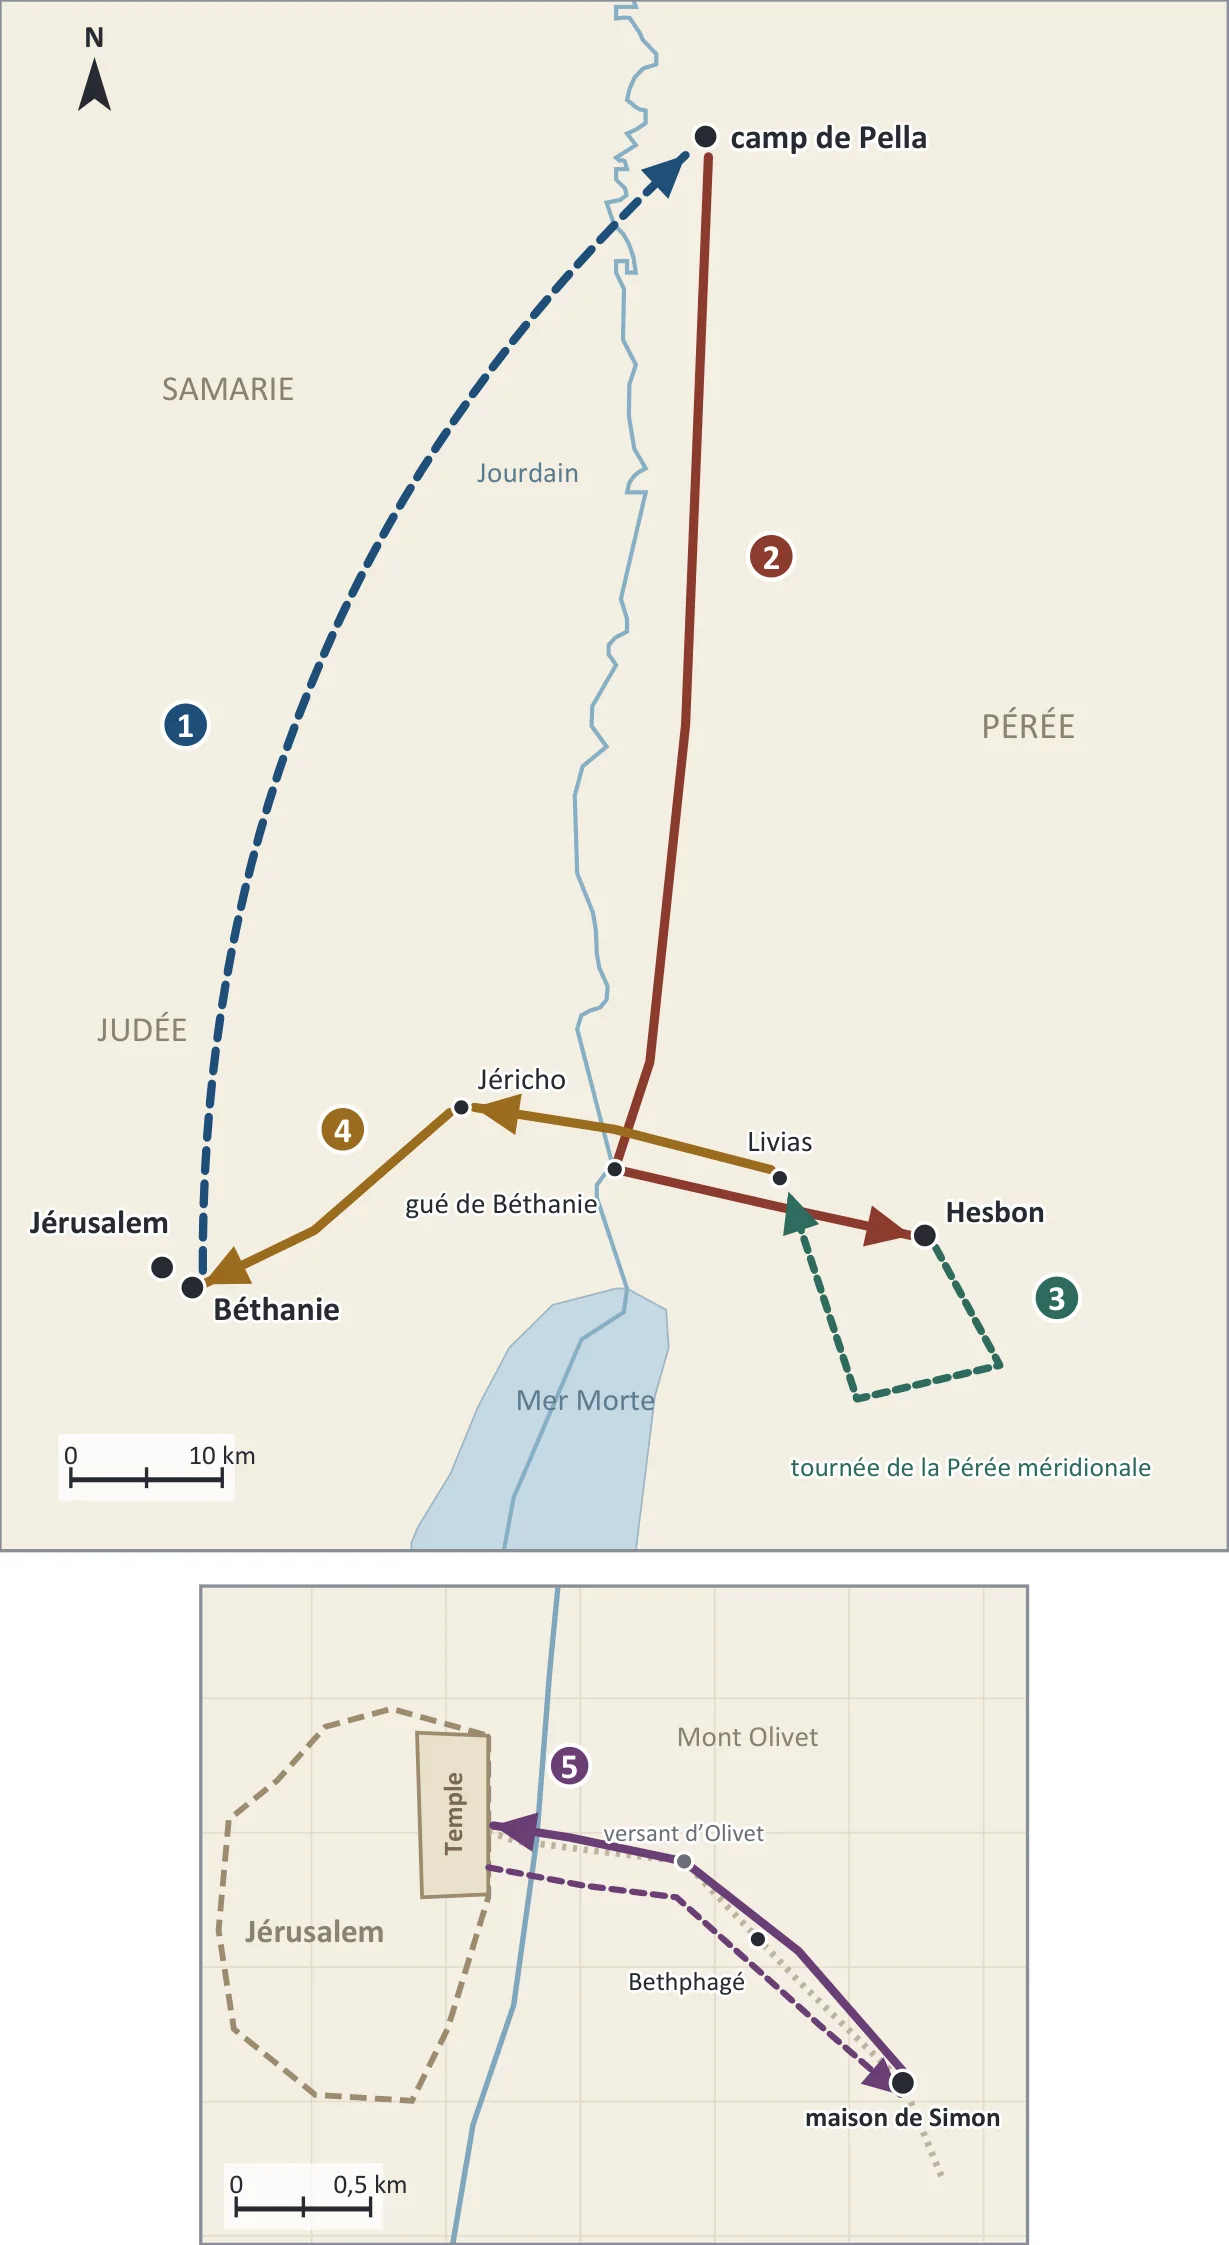 N
camp de Pella
SAMARIE
Jourdain
2
1
PÉRÉE
JUDÉE
Jéricho
4
Livias
gué de Béthanie
Hesbon
Jérusalem
3
Béthanie
Mer Morte
0 10 km
tournée de la Pérée méridionale
Mont Olivet
5
Temple
versant d’Olivet
Jérusalem
Bethphagé
maison de Simon
0 0,5 km